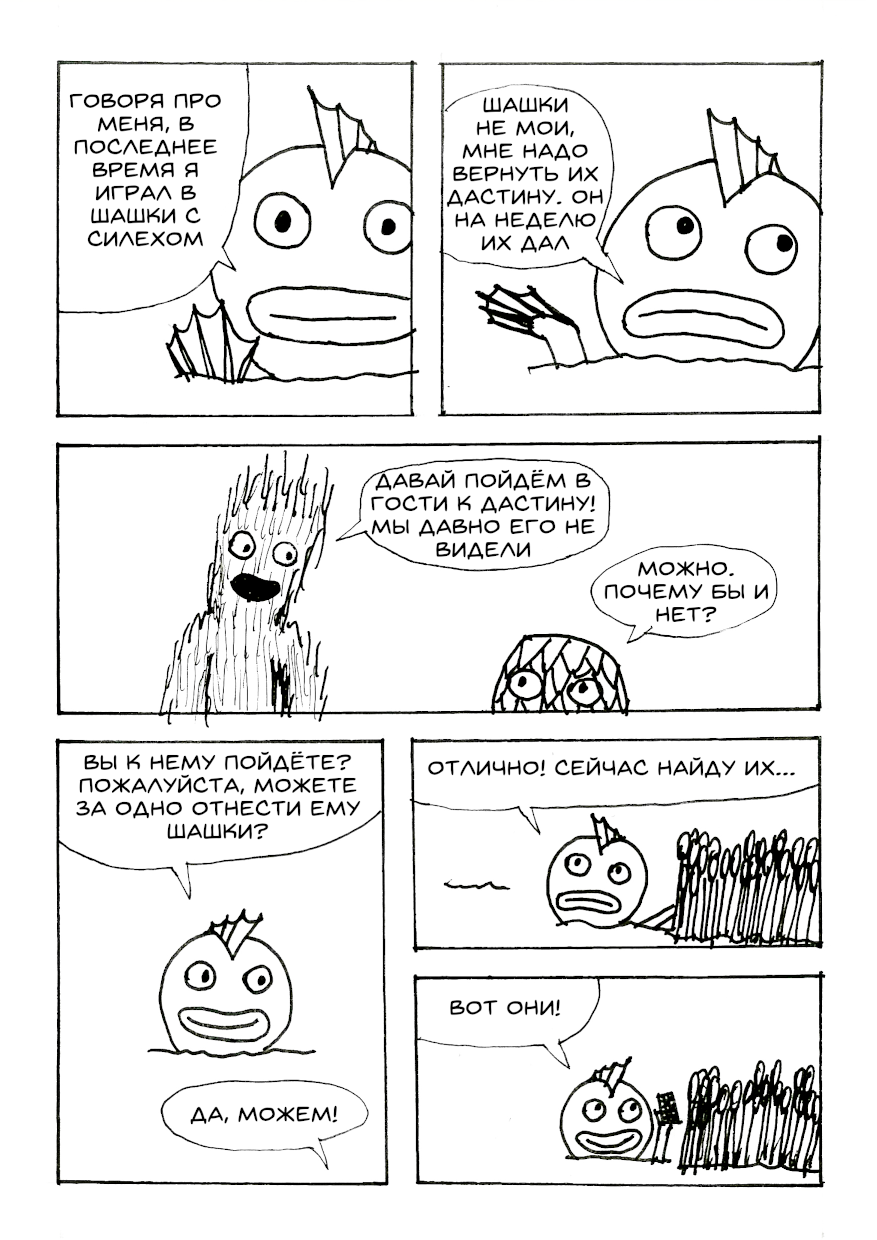 ГОВОРЯ ПРО
МЕНЯ, В
ПОСЛЕДНЕЕ
ВРЕМЯ Я
ИГРАЛ В
ШАШКИ С
СИЛЕХОМ
ШАШКИ
НЕ МОИ,
МНЕ НАДО
ВЕРНУТЬ ИХ
ДАСТИНУ. ОН
НА НЕДЕЛЮ
ИХ ДАЛ
ДАВАЙ ПОЙДЁМ В
ГОСТИ К ДАСТИНУ!
МЫ ДАВНО ЕГО НЕ
ВИДЕЛИ
МОЖНО.
ПОЧЕМУ БЫ И
НЕТ?
ВЫ К НЕМУ ПОЙДЁТЕ?
ПОЖАЛУЙСТА, МОЖЕТЕ
ЗА ОДНО ОТНЕСТИ ЕМУ
ШАШКИ?
ДА, МОЖЕМ!
ОТЛИЧНО! СЕЙЧАС НАЙДУ ИХ...
ВОТ ОНИ!